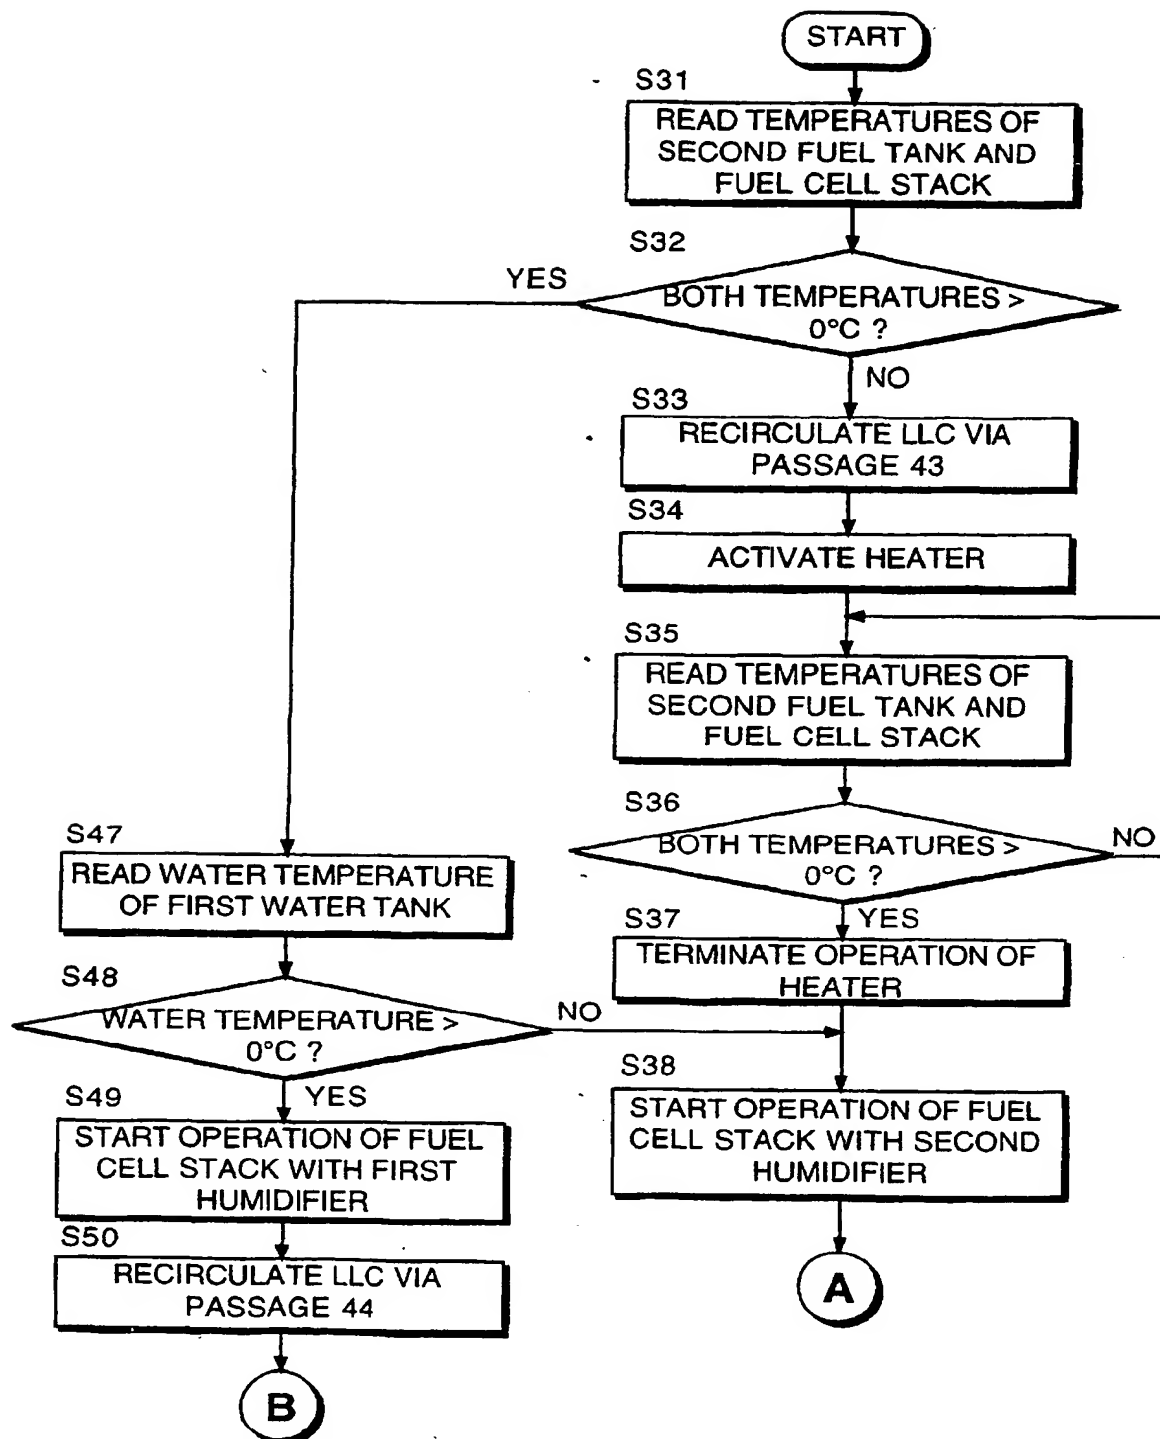 START
S31
READ TEMPERATURES OF
SECOND FUEL TANK AND
FUEL CELL STACK
S32
YES
BOTH TEMPERATURES >
0°C ?
NO
S33
RECIRCULATE LLC VIA
PASSAGE 43
S34
ACTIVATE HEATER
S35
READ TEMPERATURES OF
SECOND FUEL TANK AND
FUEL CELL STACK
S36
BOTH TEMPERATURES >
0°C ?
NO
YES
S37
TERMINATE OPERATION OF
HEATER
S47
READ WATER TEMPERATURE
OF FIRST WATER TANK
S48
WATER TEMPERATURE >
0°C ?
NO
YES
S38
START OPERATION OF FUEL
CELL STACK WITH SECOND
HUMIDIFIER
A
S49
START OPERATION OF FUEL
CELL STACK WITH FIRST
HUMIDIFIER
S50
RECIRCULATE LLC VIA
PASSAGE 44
B